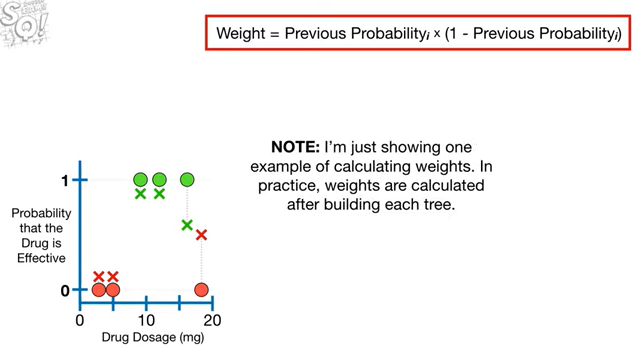 SQ!
Weight = Previous Probabilityi × (1 - Previous Probabilityi)
NOTE: I'm just showing one
example of calculating weights. In
practice, weights are calculated
after building each tree.
1
Probability
that the
Drug is
Effective
0
0
10
20
Drug Dosage (mg)